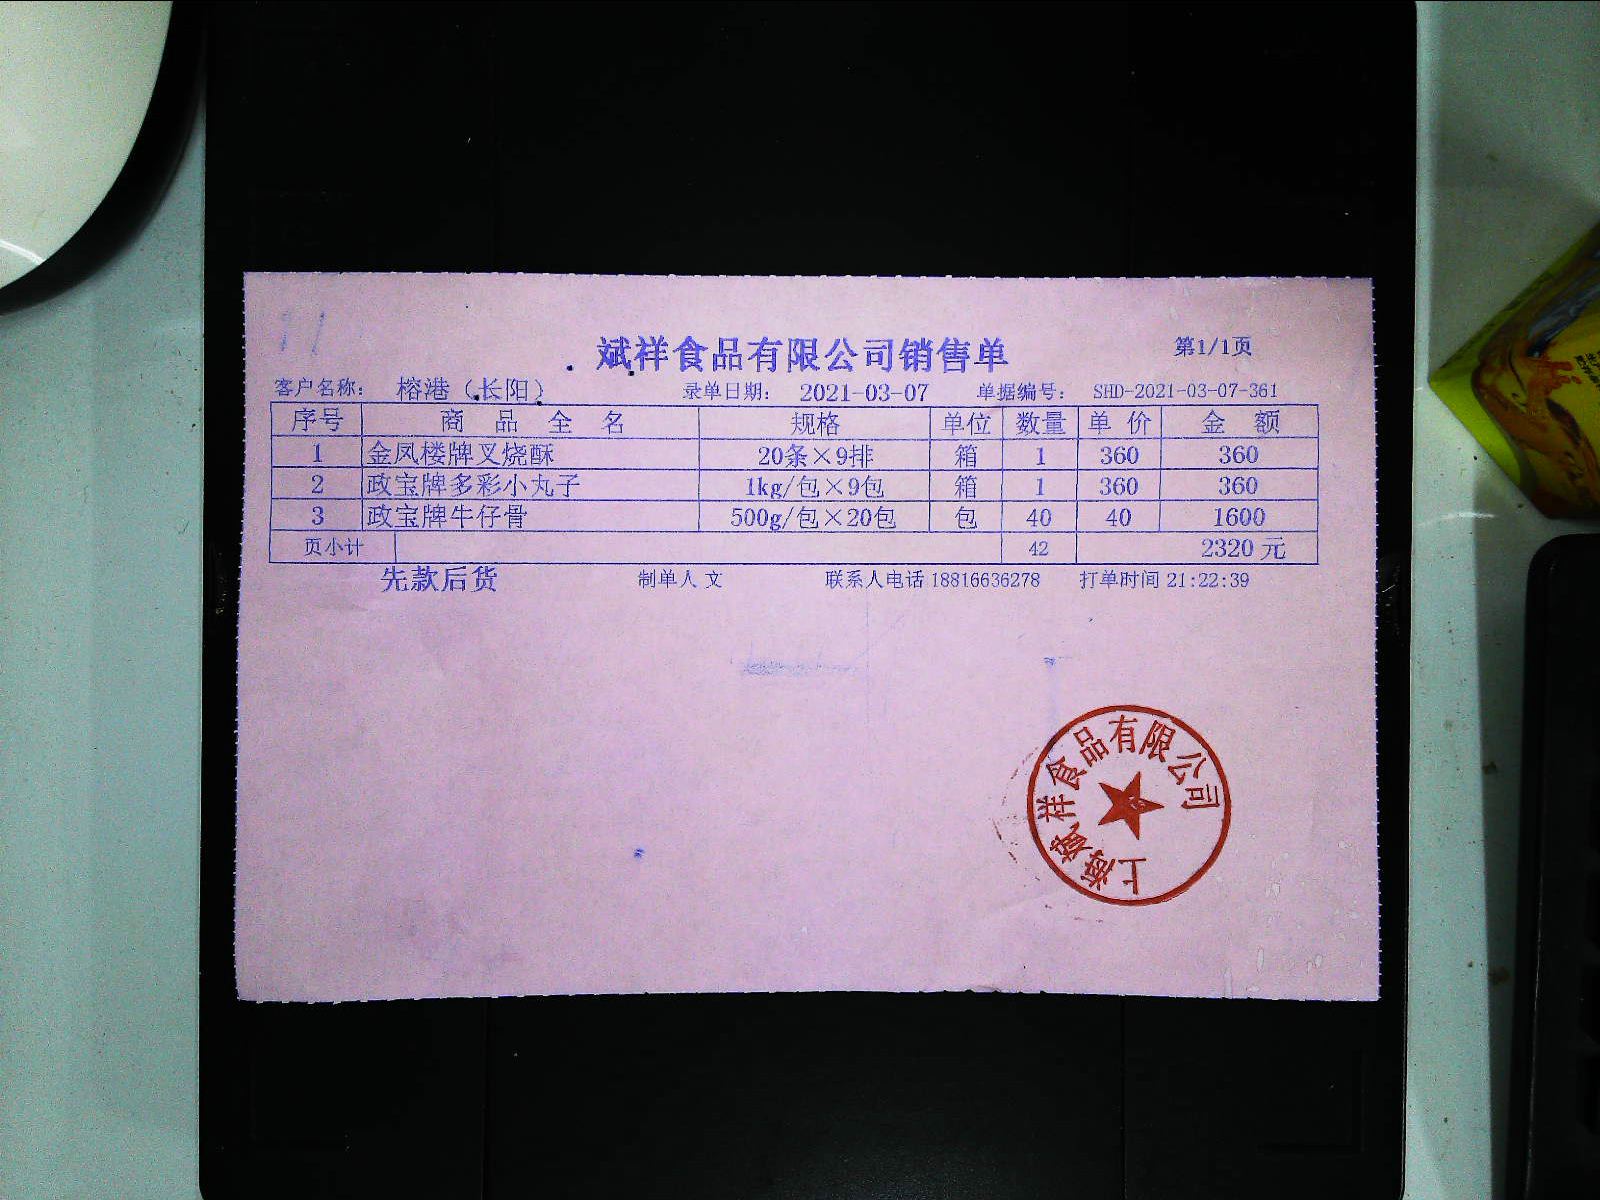 斌祥食品有限公司销售单 第1/1页
客户名称: 榕港（长阳） 录单日期: 2021-03-07 单据编号: SHD-2021-03-07-361
序号 商品全名 规格 单位 数量 单价 金额
1 金凤楼牌叉烧酥 20条×9排 箱 1 360 360
2 政宝牌多彩小丸子 1kg/包×9包 箱 1 360 360
3 政宝牌牛仔骨 500g/包×20包 包 40 40 1600
页小计 42 2320 元
先款后货 制单人 文 联系人电话 18816636278 打单时间 21:22:39
上海斌祥食品有限公司